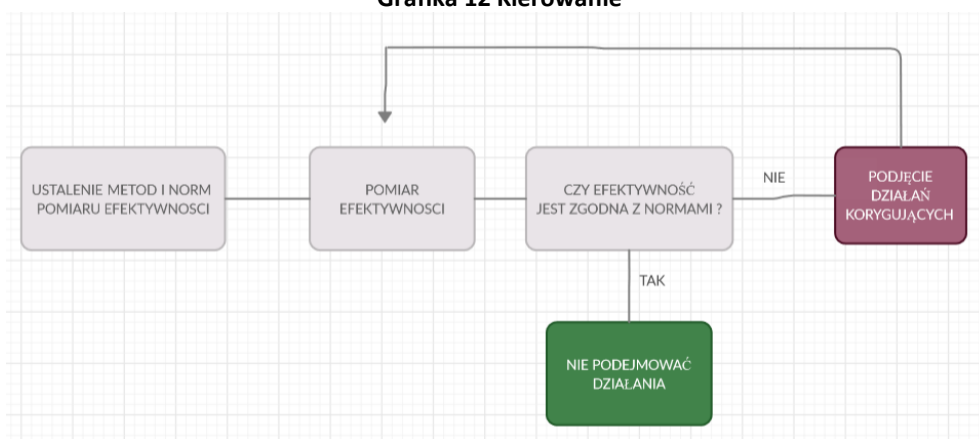 Grafika 12 Kierowanie
USTALENIE METOD I NORM
POMIARU EFEKTYWNOSCI
POMIAR
EFEKTYWNOSCI
CZY EFEKTYWNOŚĆ
JEST ZGODNA Z NORMAMI ?
NIE
PODJĘCIE
DZIAŁAŃ
KORYGUJĄCYCH
TAK
NIE PODEJMOWAĆ
DZIAŁANIA